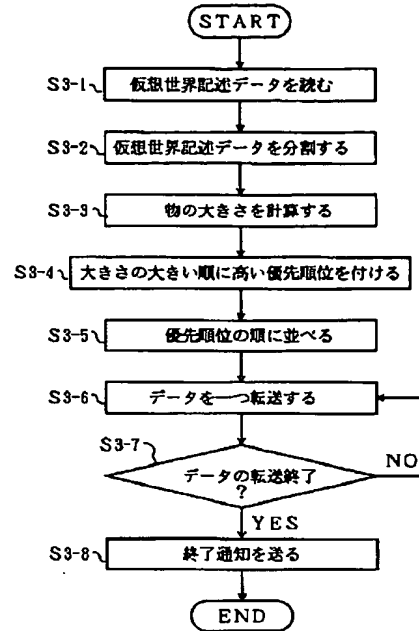 START
S3-1 仮想世界記述データを読む
S3-2 仮想世界記述データを分割する
S3-3 物の大きさを計算する
S3-4 大きさの大きい順に高い優先順位を付ける
S3-5 優先順位の順に並べる
S3-6 データを一つ転送する
S3-7 データの転送終了
?
NO
YES
S3-8 終了通知を送る
END